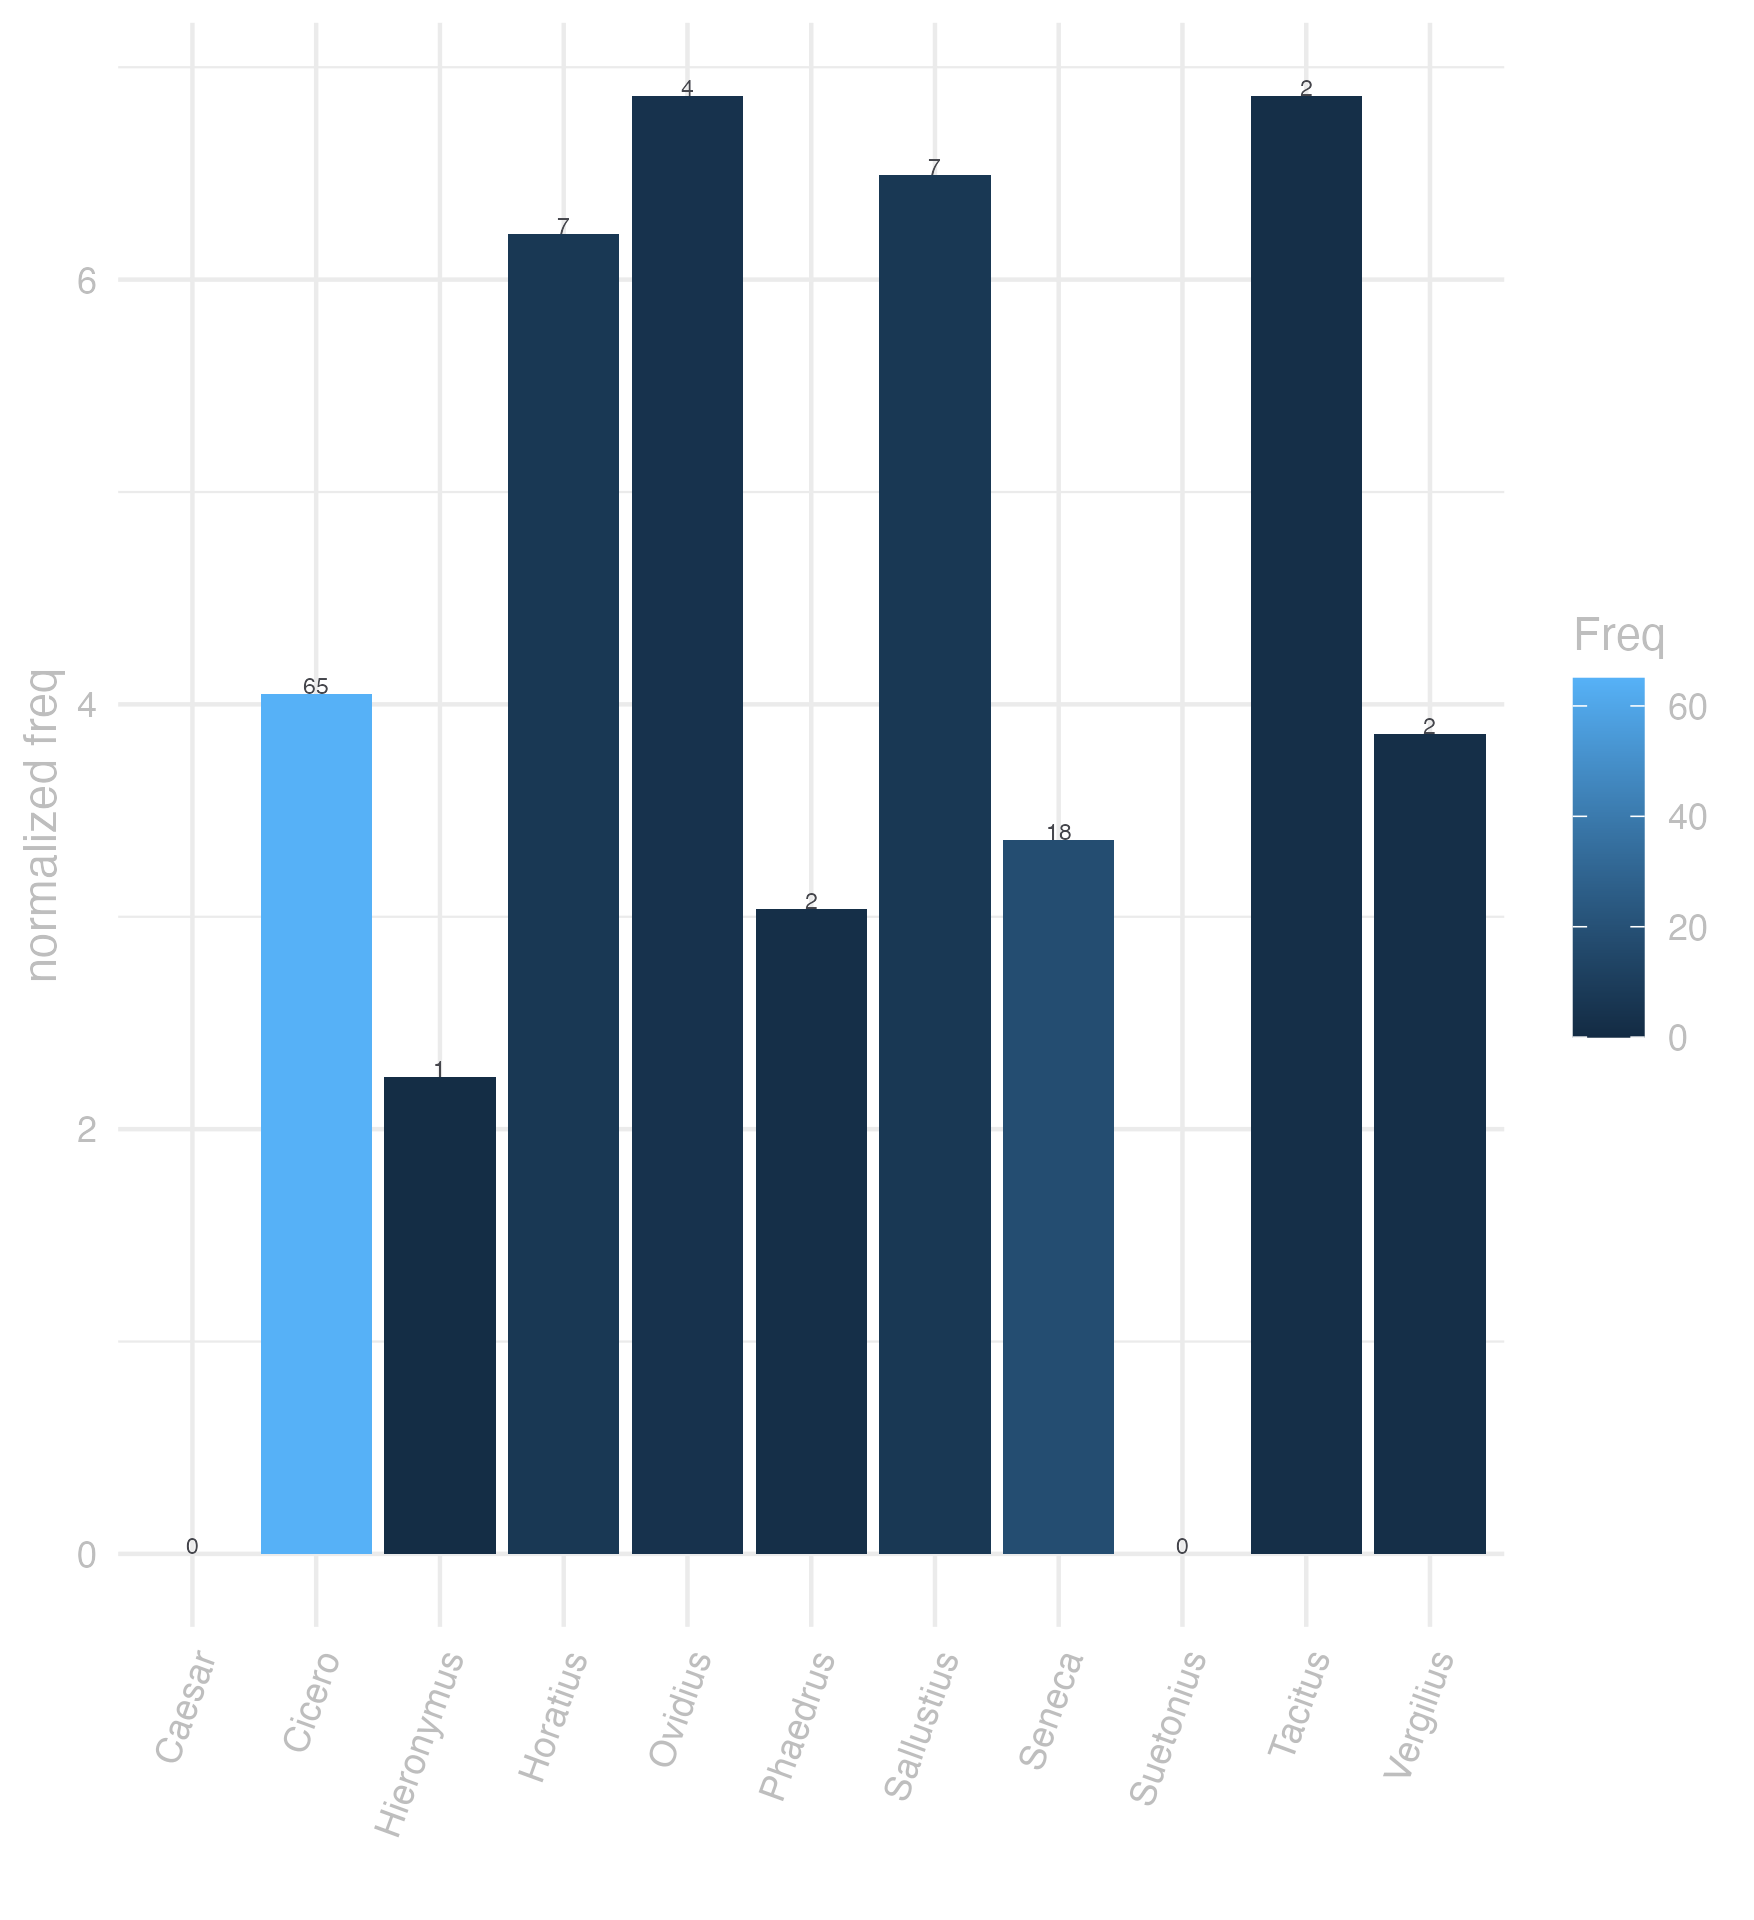 4
2
7
7
6
65
4
2
18
2
1
2
0
0
0
normalized freq
Caesar
Cicero
Hieronymus
Horatius
Ovidius
Phaedrus
Sallustius
Seneca
Suetonius
Tacitus
Vergilius
Freq
60
40
20
0